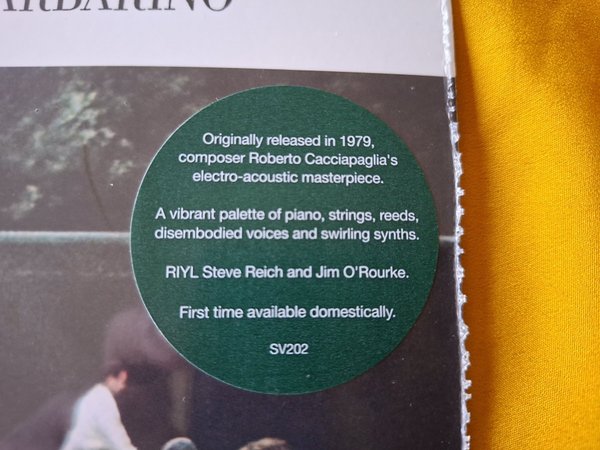 Originally released in 1979,
composer Roberto Cacciapaglia's
electro-acoustic masterpiece.
A vibrant palette of piano, strings, reeds,
disembodied voices and swirling synths.
RIYL Steve Reich and Jim O'Rourke.
First time available domestically.
SV202